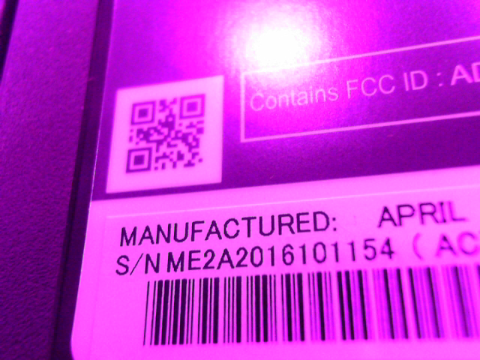 Contains FCC ID : AD
MANUFACTURED: APRIL
S/N ME2A2016101154 ( AC